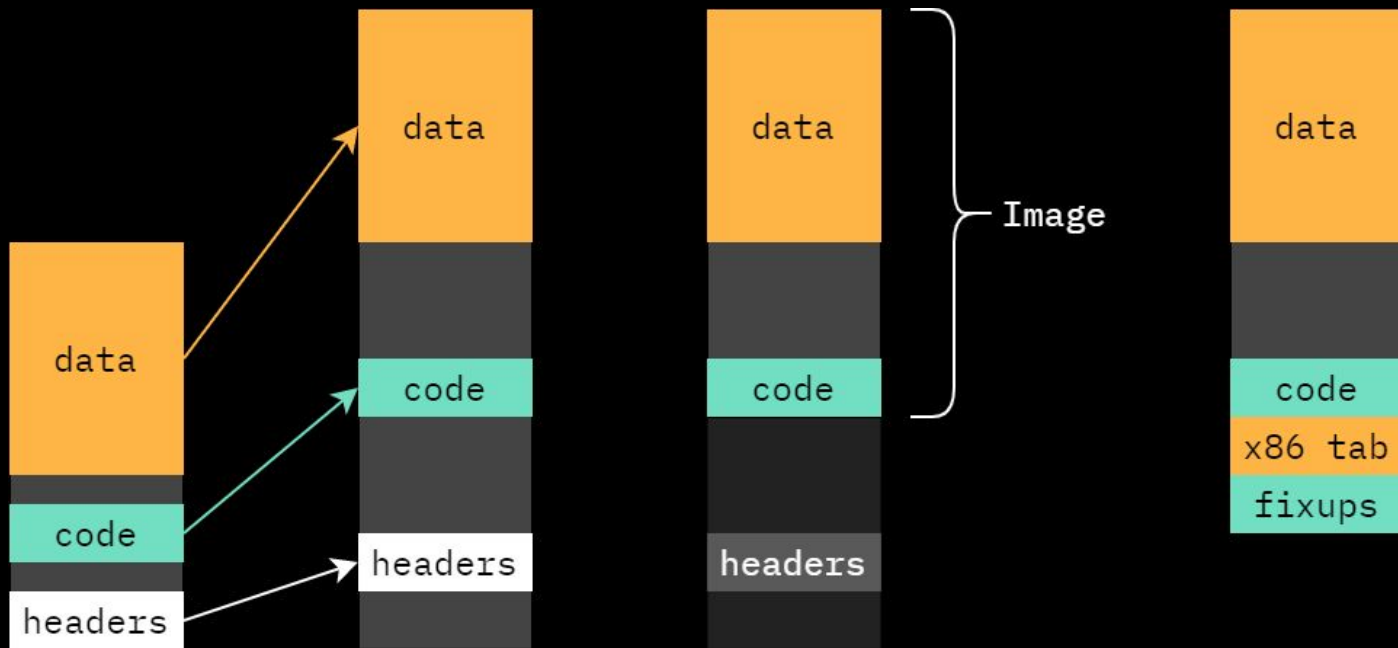 data
code
headers
data
code
headers
data
code
headers
Image
data
code
x86 tab
fixups